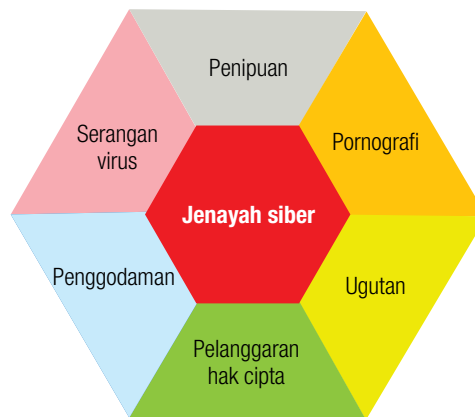 Penipuan
Serangan
virus
Pornografi
Jenayah siber
Penggodaman
Ugutan
Pelanggaran
hak cipta